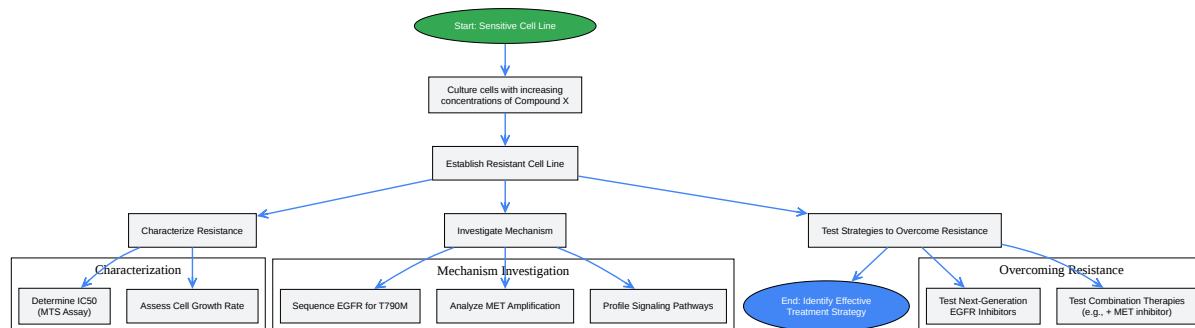 Start: Sensitive Cell Line
Culture cells with increasing
concentrations of Compound X
Establish Resistant Cell Line
Characterize Resistance
Investigate Mechanism
Test Strategies to Overcome Resistance
Characterization
Determine IC50
(MTS Assay)
Assess Cell Growth Rate
Mechanism Investigation
Sequence EGFR for T790M
Analyze MET Amplification
Profile Signaling Pathways
End: Identify Effective
Treatment Strategy
Overcoming Resistance
Test Next-Generation
EGFR Inhibitors
Test Combination Therapies
(e.g., + MET inhibitor)